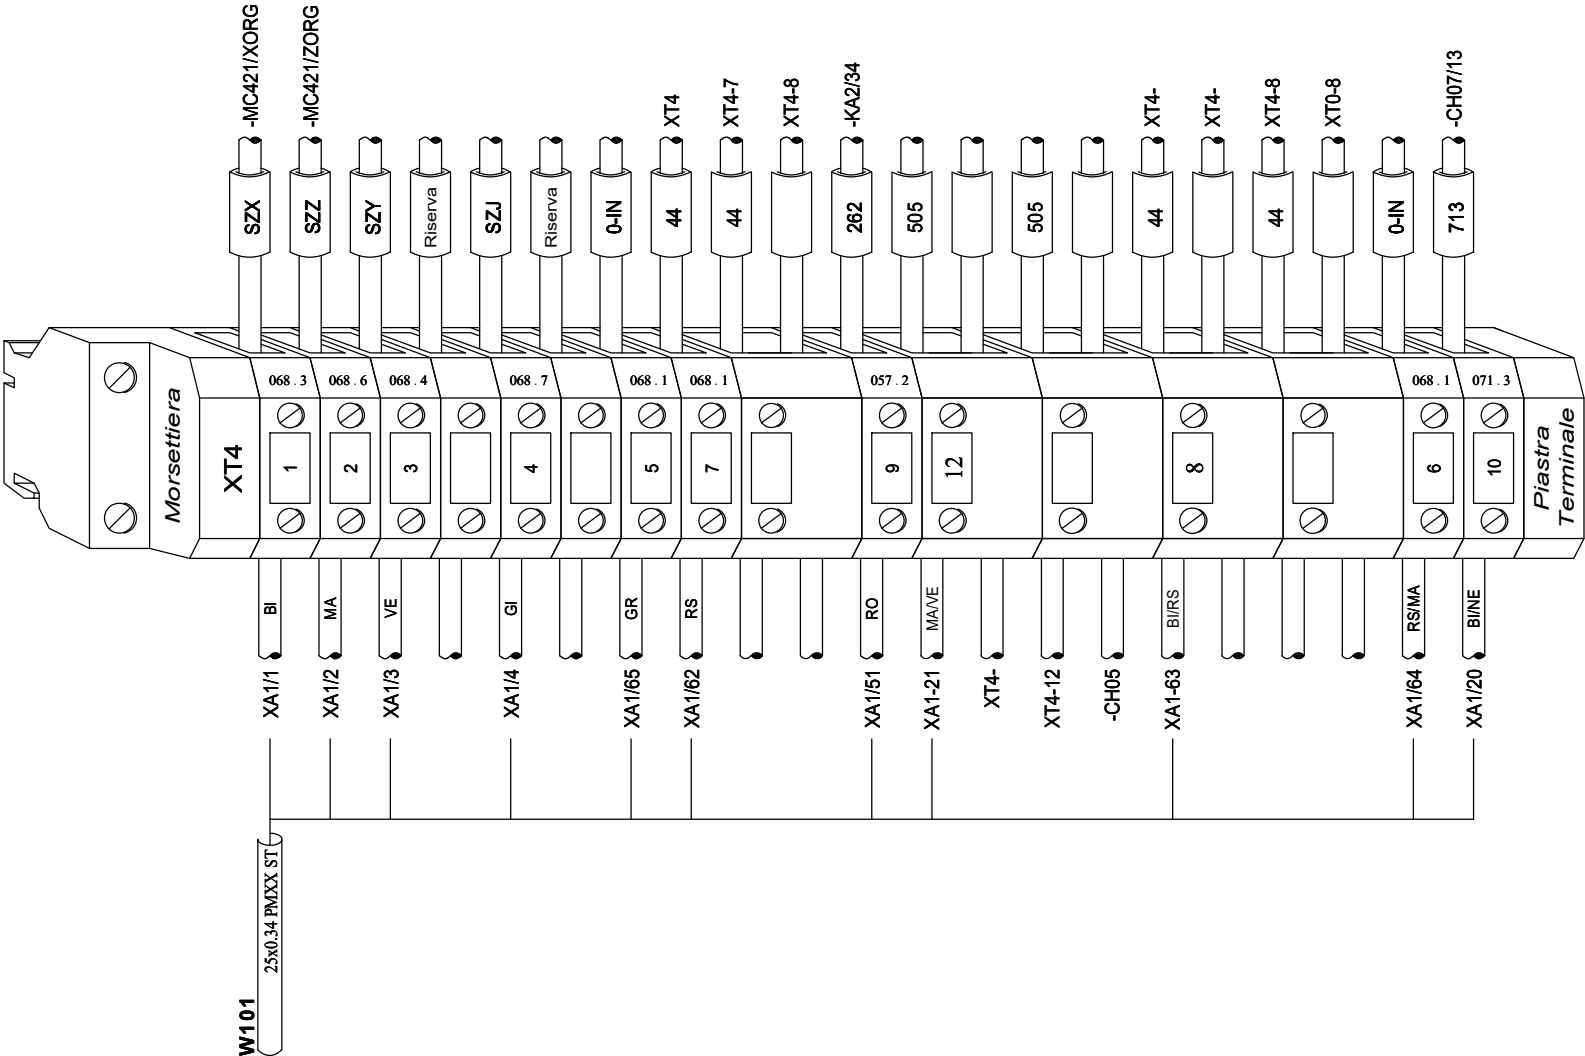 -MC421/XORG
-MC421/ZORG
XT4
XT4-7
XT4-8
-KA2/34
XT4-
XT4-
XT4-8
XT0-8
-CH07/13
SZX
SZZ
SZY
Riserva
SZJ
Riserva
0-IN
44
44
262
505
505
44
44
0-IN
713
068.3
068.6
068.4
068.7
068.1
068.1
057.2
068.1
071.3
Morsettiera
XT4
1
2
3
4
5
7
9
12
8
6
10
Piastra
Terminale
BI
MA
VE
GI
GR
RS
RO
MA/VE
BI/RS
RS/MA
BI/NE
XA1/1
XA1/2
XA1/3
XA1/4
XA1/65
XA1/62
XA1/51
XA1-21
XT4-
XT4-12
-CH05
XA1-63
XA1/64
XA1/20
25x0.34 PMXX ST
W101